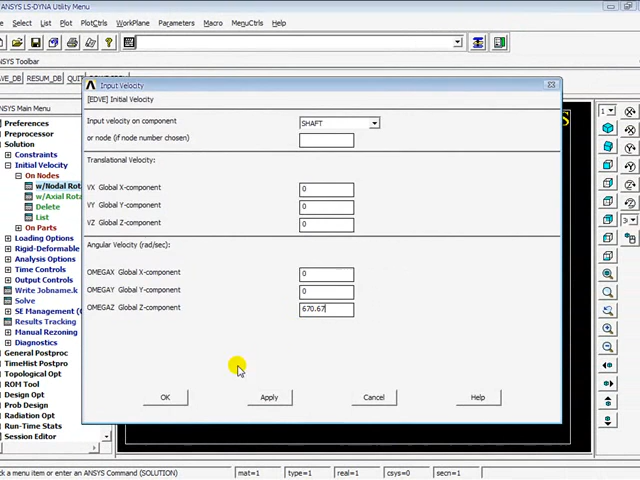 ANSYS LS-DYNA Utility Menu
Select List Plot PlotCtrls WorkPlane Parameters Macro MenuCtrls Help
ANSYS Toolbar
VE_DB RESUM_DB QUIT
ANSYS Main Menu
Preferences
Preprocessor
Solution
Constraints
Initial Velocity
On Nodes
w/Nodal Rot
w/Axial Rota
Delete
List
On Parts
Loading Options
Rigid-Deformable
Analysis Options
Time Controls
Output Controls
Write Jobname.k
Solve
SE Management (
Results Tracking
Manual Rezoning
Diagnostics
General Postproc
TimeHist Postpro
Topological Opt
ROM Tool
Design Opt
Prob Design
Radiation Opt
Run-Time Stats
Session Editor
Input Velocity
[EDVE] Initial Velocity
Input velocity on component SHAFT
or node (if node number chosen)
Translational Velocity:
VX Global X-component 0
VY Global Y-component 0
VZ Global Z-component 0
Angular Velocity (rad/sec):
OMEGAX Global X-component 0
OMEGAY Global Y-component 0
OMEGAZ Global Z-component 670.67
OK Apply Cancel Help
1
3
ck a menu item or enter an ANSYS Command (SOLUTION) mat=1 type=1 real=1 csys=0 secn=1